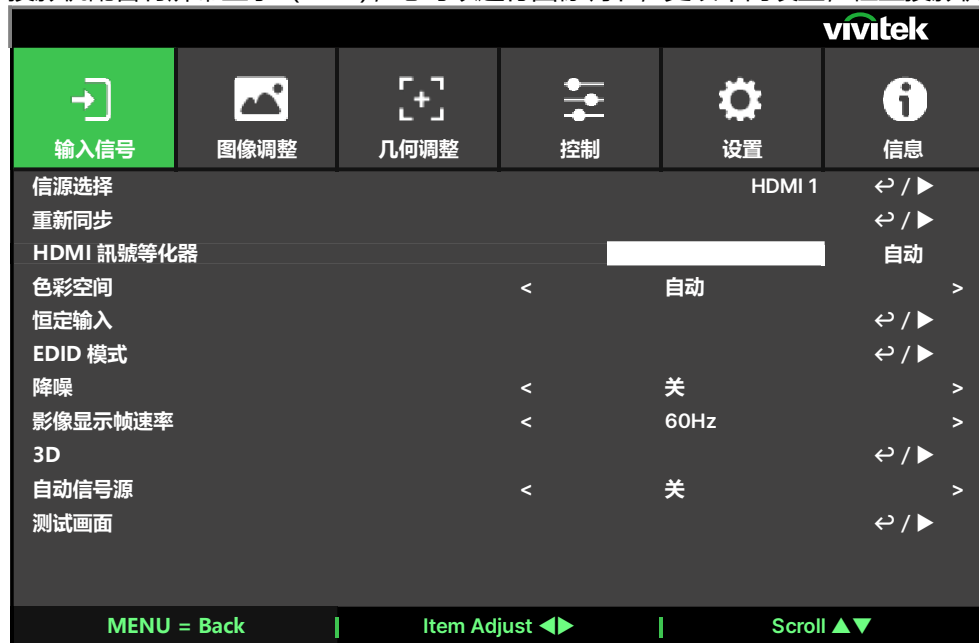 vivitek
输入信号 图像调整 几何调整 控制 设置 信息
信源选择 HDMI 1 ↩ / ▶
重新同步 ↩ / ▶
HDMI 訊號等化器 自动
色彩空间 < 自动 >
恒定输入 ↩ / ▶
EDID 模式 ↩ / ▶
降噪 < 关 >
影像显示帧速率 < 60Hz >
3D ↩ / ▶
自动信号源 < 关 >
测试画面 ↩ / ▶
MENU = Back Item Adjust ◀▶ Scroll ▲▼